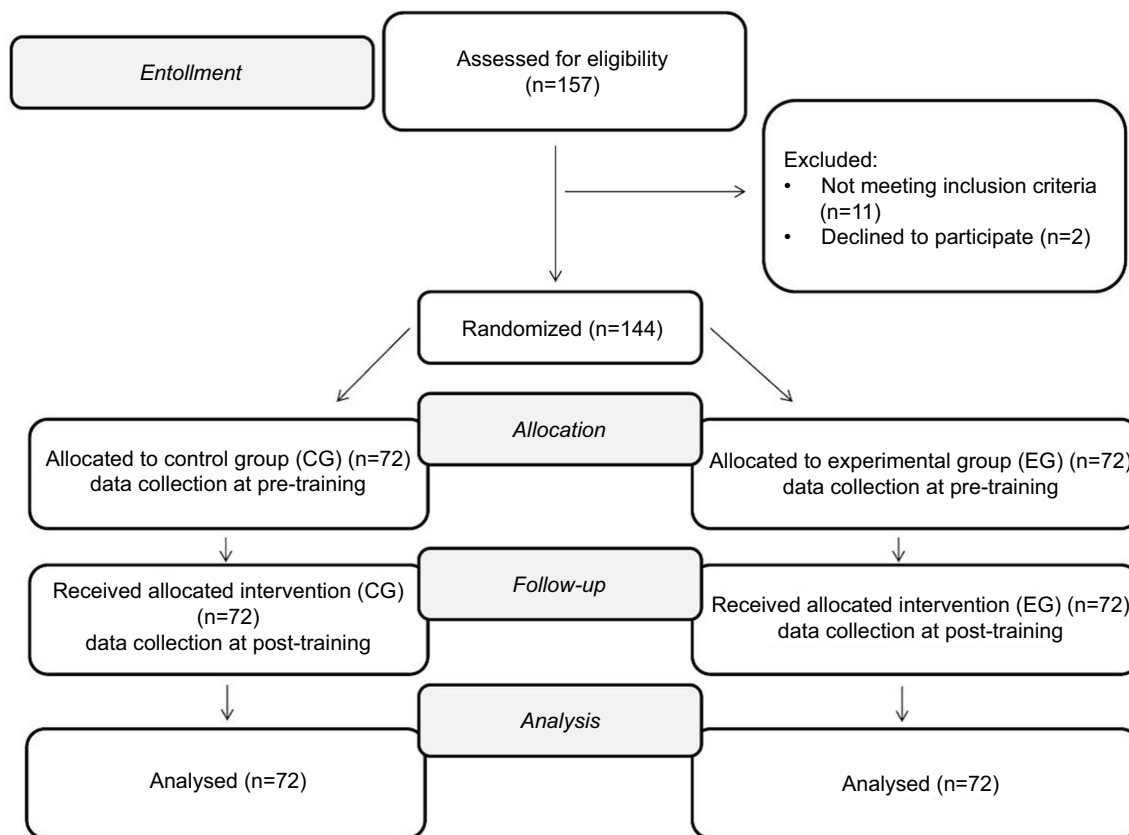 Entollment
Assessed for eligibility
(n=157)
Excluded:
• Not meeting inclusion criteria
(n=11)
• Declined to participate (n=2)
Randomized (n=144)
Allocation
Allocated to control group (CG) (n=72)
data collection at pre-training
Allocated to experimental group (EG) (n=72)
data collection at pre-training
Follow-up
Received allocated intervention (CG)
(n=72)
data collection at post-training
Received allocated intervention (EG) (n=72)
data collection at post-training
Analysis
Analysed (n=72)
Analysed (n=72)